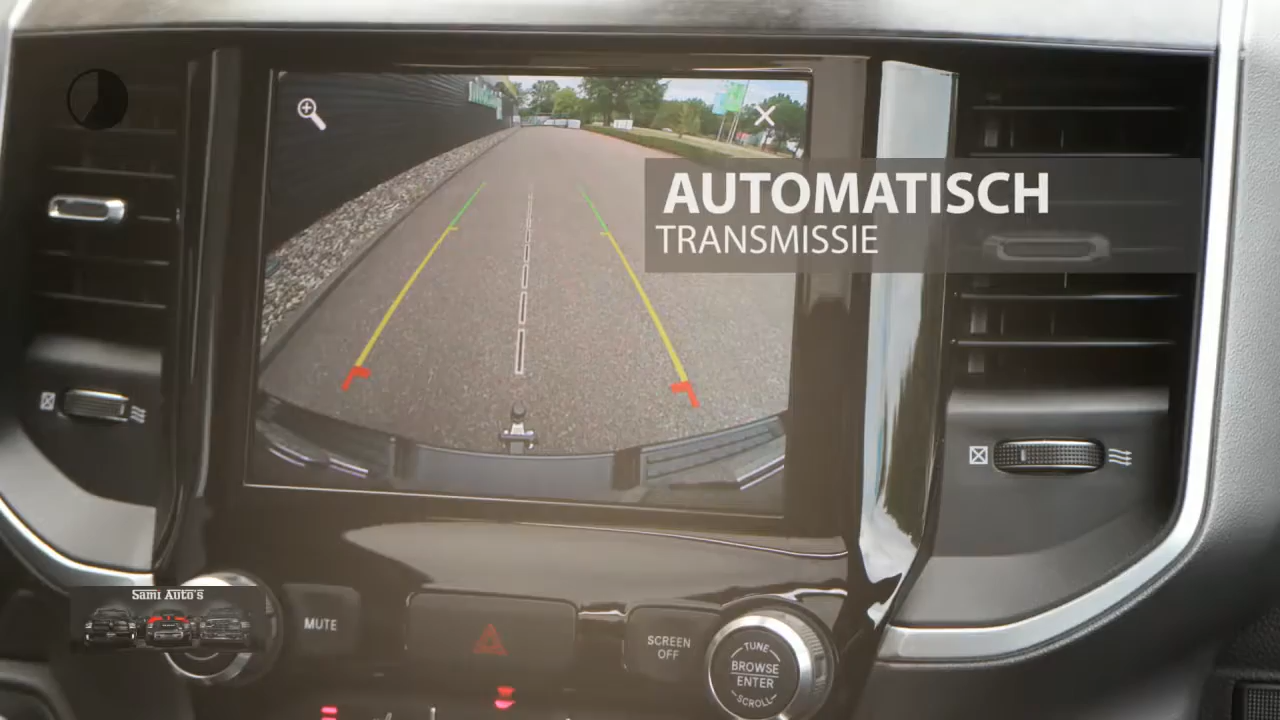 AUTOMATISCH
TRANSMISSIE
Sami Auto's
MUTE
SCREEN
OFF
TUNE
BROWSE
ENTER
SCROLL